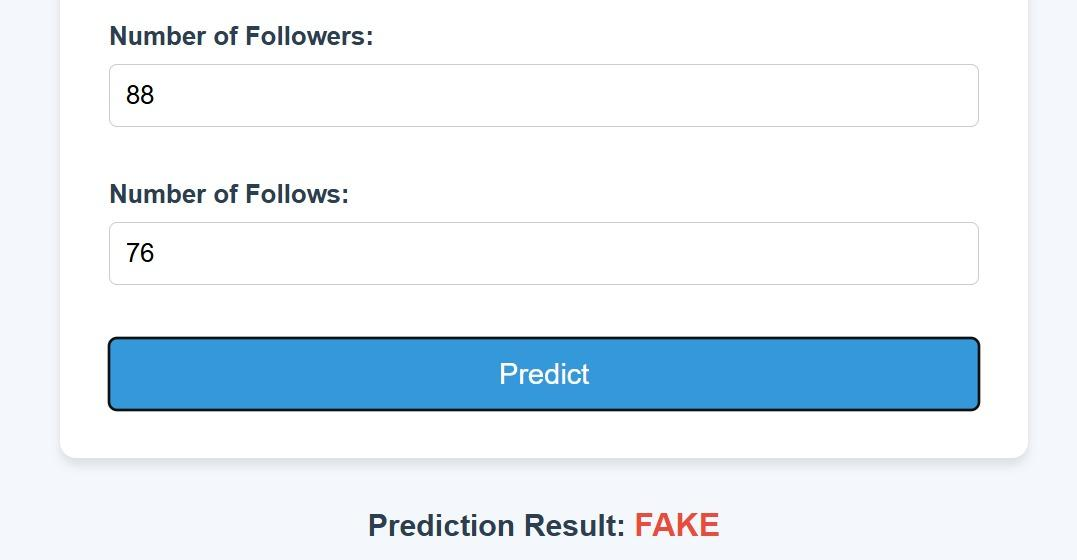 Number of Followers:
88
Number of Follows:
76
Predict
Prediction Result: FAKE